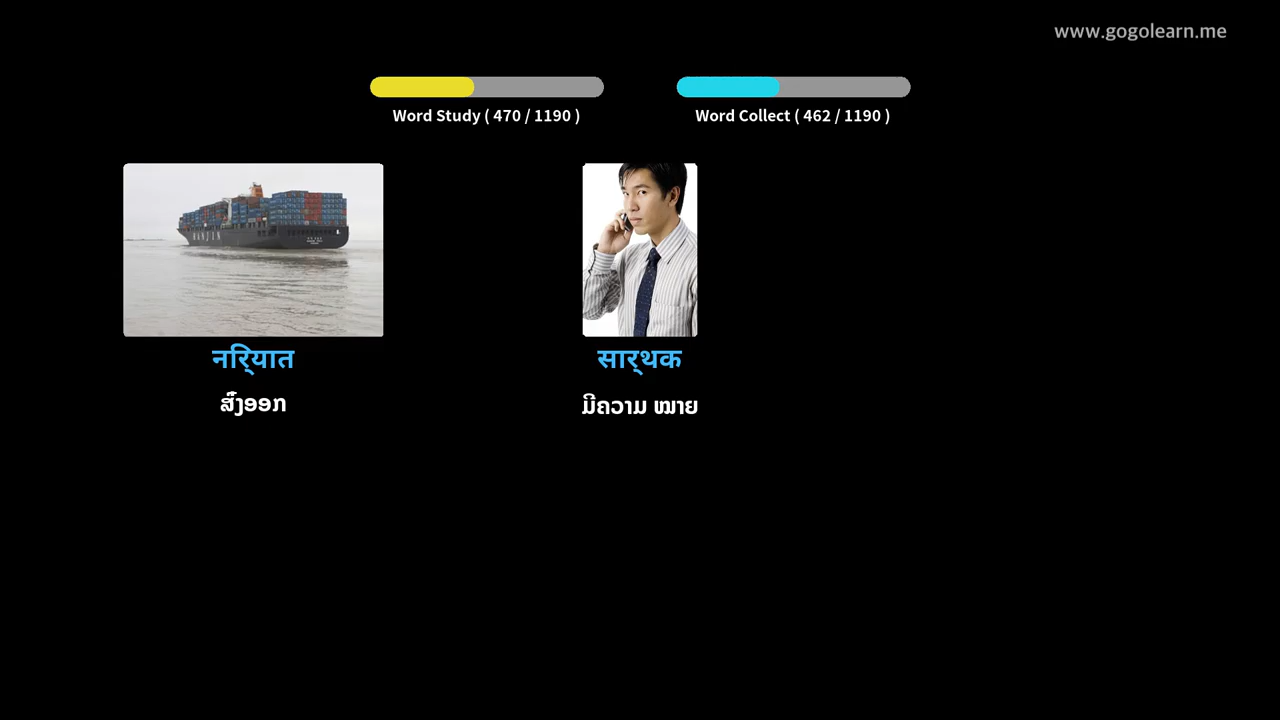 www.gogolearn.me
Word Study ( 470 / 1190 )
Word Collect ( 462 / 1190 )
HANJIN
निर्यात
सार्थक
ສົ່ງອອກ
ມີຄວາມ ໝາຍ